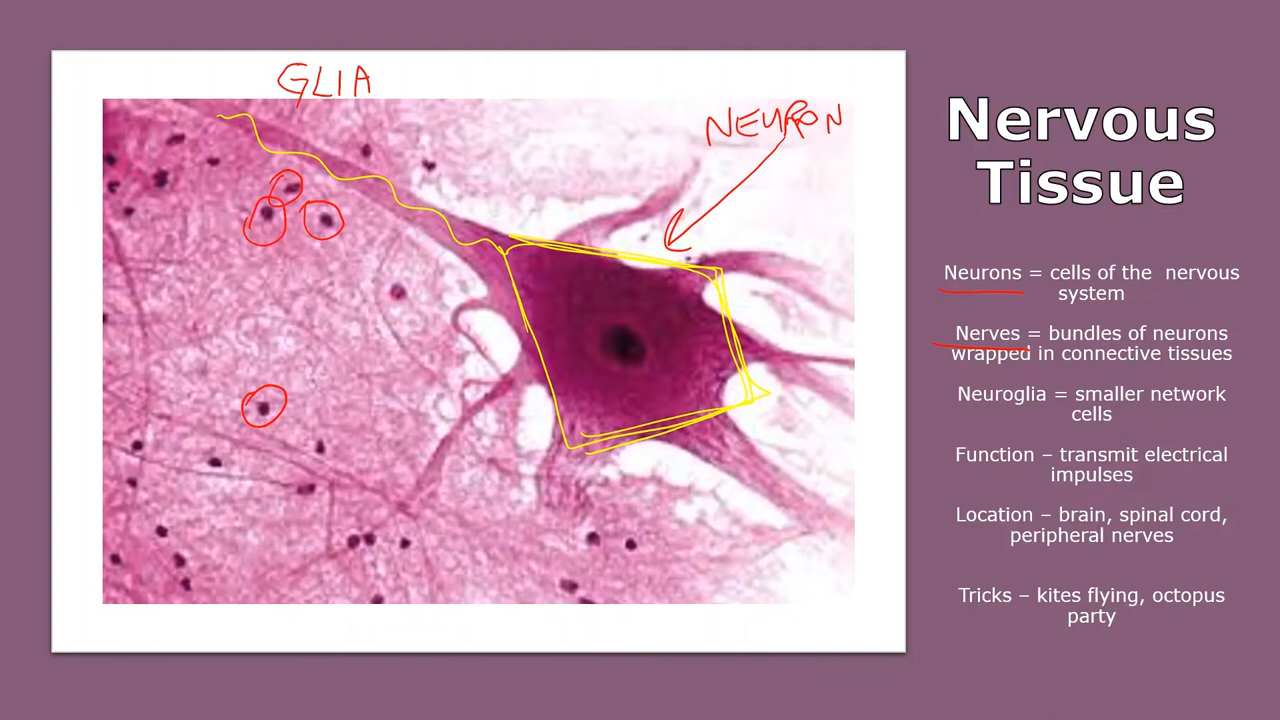 GLIA
NEURON
Nervous
Tissue
Neurons = cells of the nervous
system
Nerves = bundles of neurons
wrapped in connective tissues
Neuroglia = smaller network
cells
Function – transmit electrical
impulses
Location – brain, spinal cord,
peripheral nerves
Tricks – kites flying, octopus
party